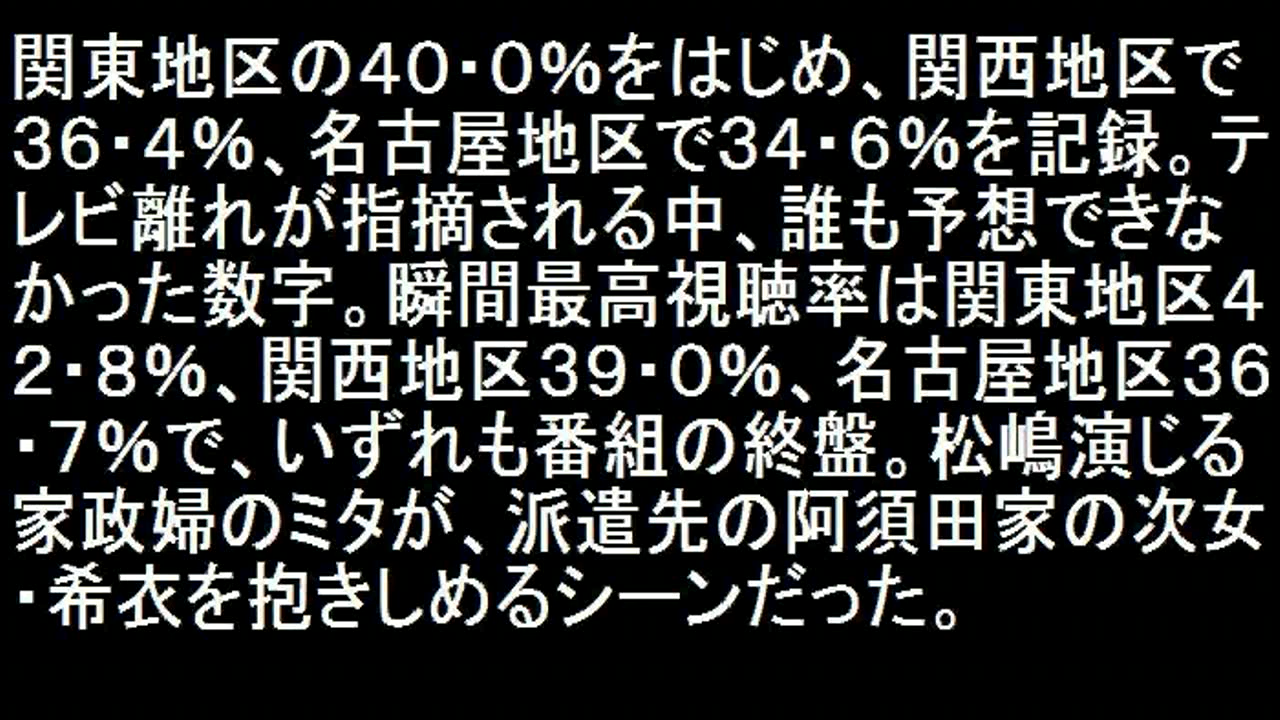 関東地区の４０・０％をはじめ、関西地区で
３６・４％、名古屋地区で３４・６％を記録。テ
レビ離れが指摘される中、誰も予想できな
かった数字。瞬間最高視聴率は関東地区４
２・８％、関西地区３９・０％、名古屋地区３６
・７％で、いずれも番組の終盤。松嶋演じる
家政婦のミタが、派遣先の阿須田家の次女
・希衣を抱きしめるシーンだった。